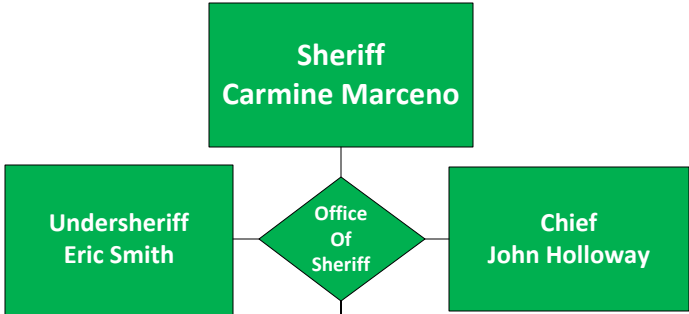 Sheriff
Carmine Marceno
Undersheriff
Eric Smith
Office
Of
Sheriff
Chief
John Holloway